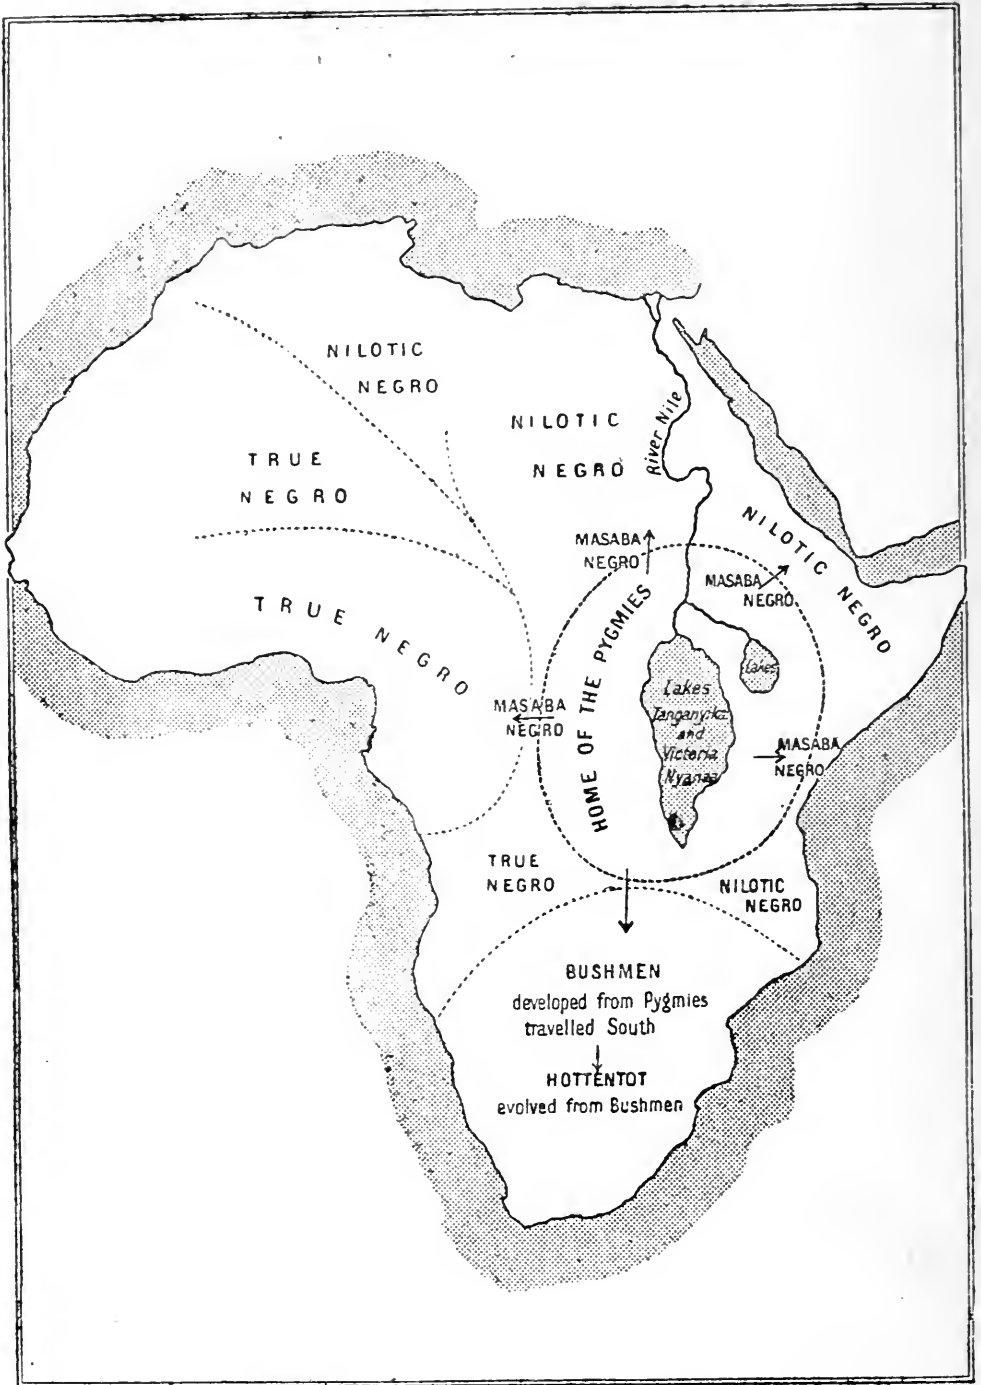 NILOTIC
NEGRO
NILOTIC
NEGRO
River Nile
TRUE
NEGRO
NILOTIC NEGRO
MASABA
NEGRO
MASABA
NEGRO
TRUE NEGRO
HOME OF THE PYGMIES
Lakes
Lakes
Tanganyika
and
Victoria
Nyanza
MASABA
NEGRO
MASABA
NEGRO
TRUE
NEGRO
NILOTIC
NEGRO
BUSHMEN
developed from Pygmies
travelled South
HOTTENTOT
evolved from Bushmen